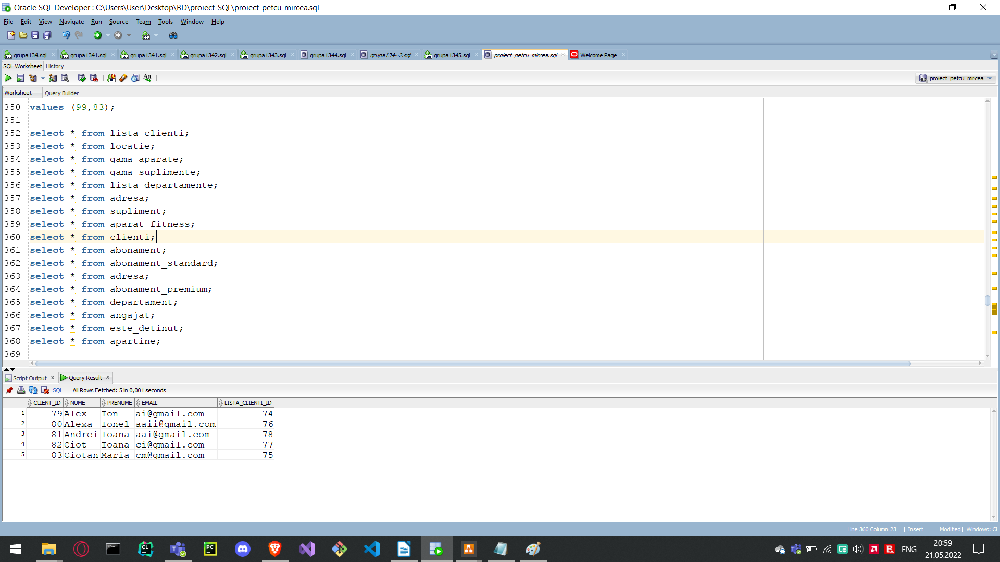 Oracle SQL Developer : C:\Users\User\Desktop\BD\proiect_SQL\proiect_petcu_mircea.sql
File Edit View Navigate Run Source Team Tools Window Help
grupa134.sql grupa1341.sql grupa1341.sql grupa1342.sql grupa1343.sql grupa1344.sql grupa134~2.sql grupa1345.sql proiect_petcu_mircea.sql Welcome Page
SQL Worksheet History
proiect_petcu_mircea
Worksheet Query Builder
350 values (99,83);
351
352 select * from lista_clienti;
353 select * from locatie;
354 select * from gama_aparate;
355 select * from gama_suplimente;
356 select * from lista_departamente;
357 select * from adresa;
358 select * from supliment;
359 select * from aparat_fitness;
360 select * from clienti;
361 select * from abonament;
362 select * from abonament_standard;
363 select * from adresa;
364 select * from abonament_premium;
365 select * from departament;
366 select * from angajat;
367 select * from este_detinut;
368 select * from apartine;
369
Script Output Query Result
SQL All Rows Fetched: 5 in 0,001 seconds
CLIENT_ID NUME PRENUME EMAIL LISTA_CLIENTI_ID
1 79 Alex Ion ai@gmail.com 74
2 80 Alexa Ionel aaii@gmail.com 76
3 81 Andrei Ioana aai@gmail.com 78
4 82 Ciot Ioana ci@gmail.com 77
5 83 Ciotan Maria cm@gmail.com 75
Line 360 Column 23 Insert Modified Windows: CF
ENG
20:59
21.05.2022